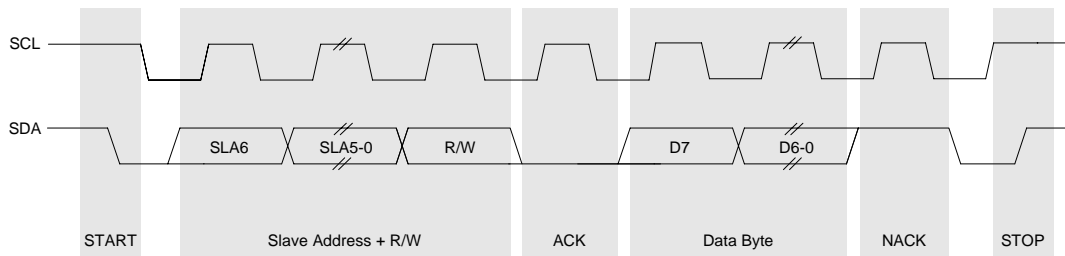 SCL
SDA
SLA6 SLA5-0 R/W D7 D6-0
START Slave Address + R/W ACK Data Byte NACK STOP